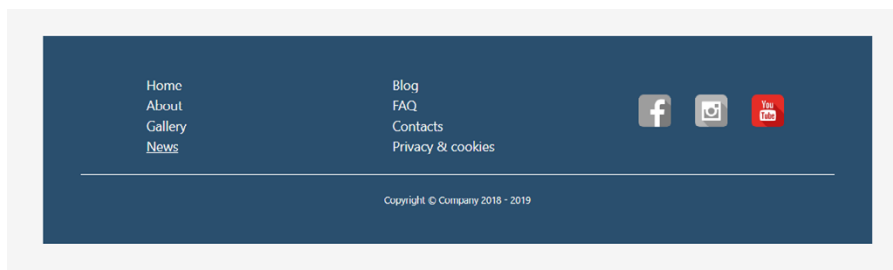 Home
About
Gallery
News
Blog
FAQ
Contacts
Privacy & cookies
f
You
Tube
Copyright © Company 2018 - 2019